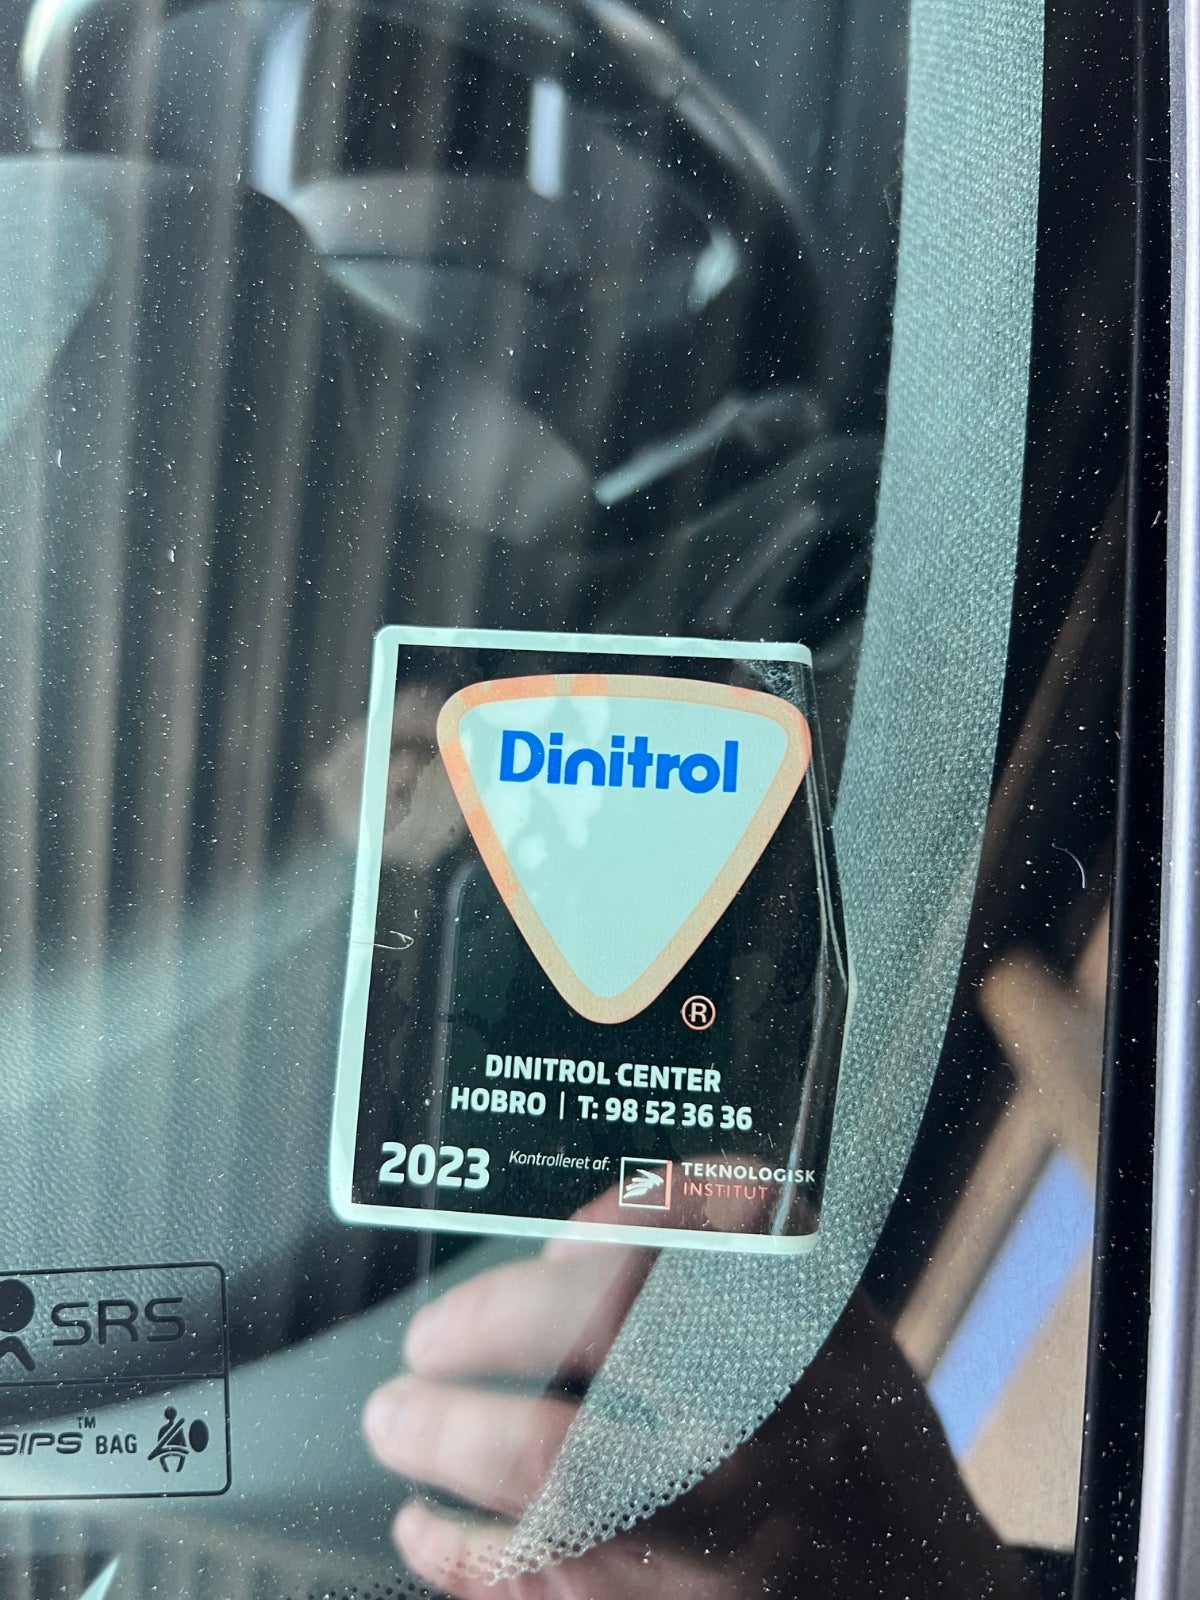 Dinitrol
®
DINITROL CENTER
HOBRO | T: 98 52 36 36
2023 Kontrolleret af: TEKNOLOGISK
INSTITUT
SRS
SIPS™ BAG